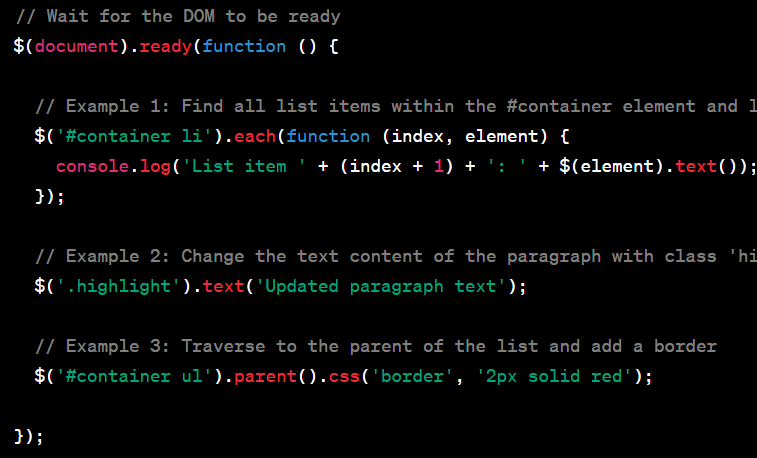 // Wait for the DOM to be ready
$(document).ready(function () {
// Example 1: Find all list items within the #container element and l
$('#container li').each(function (index, element) {
console.log('List item ' + (index + 1) + ': ' + $(element).text());
});
// Example 2: Change the text content of the paragraph with class 'hi
$('.highlight').text('Updated paragraph text');
// Example 3: Traverse to the parent of the list and add a border
$('#container ul').parent().css('border', '2px solid red');
});